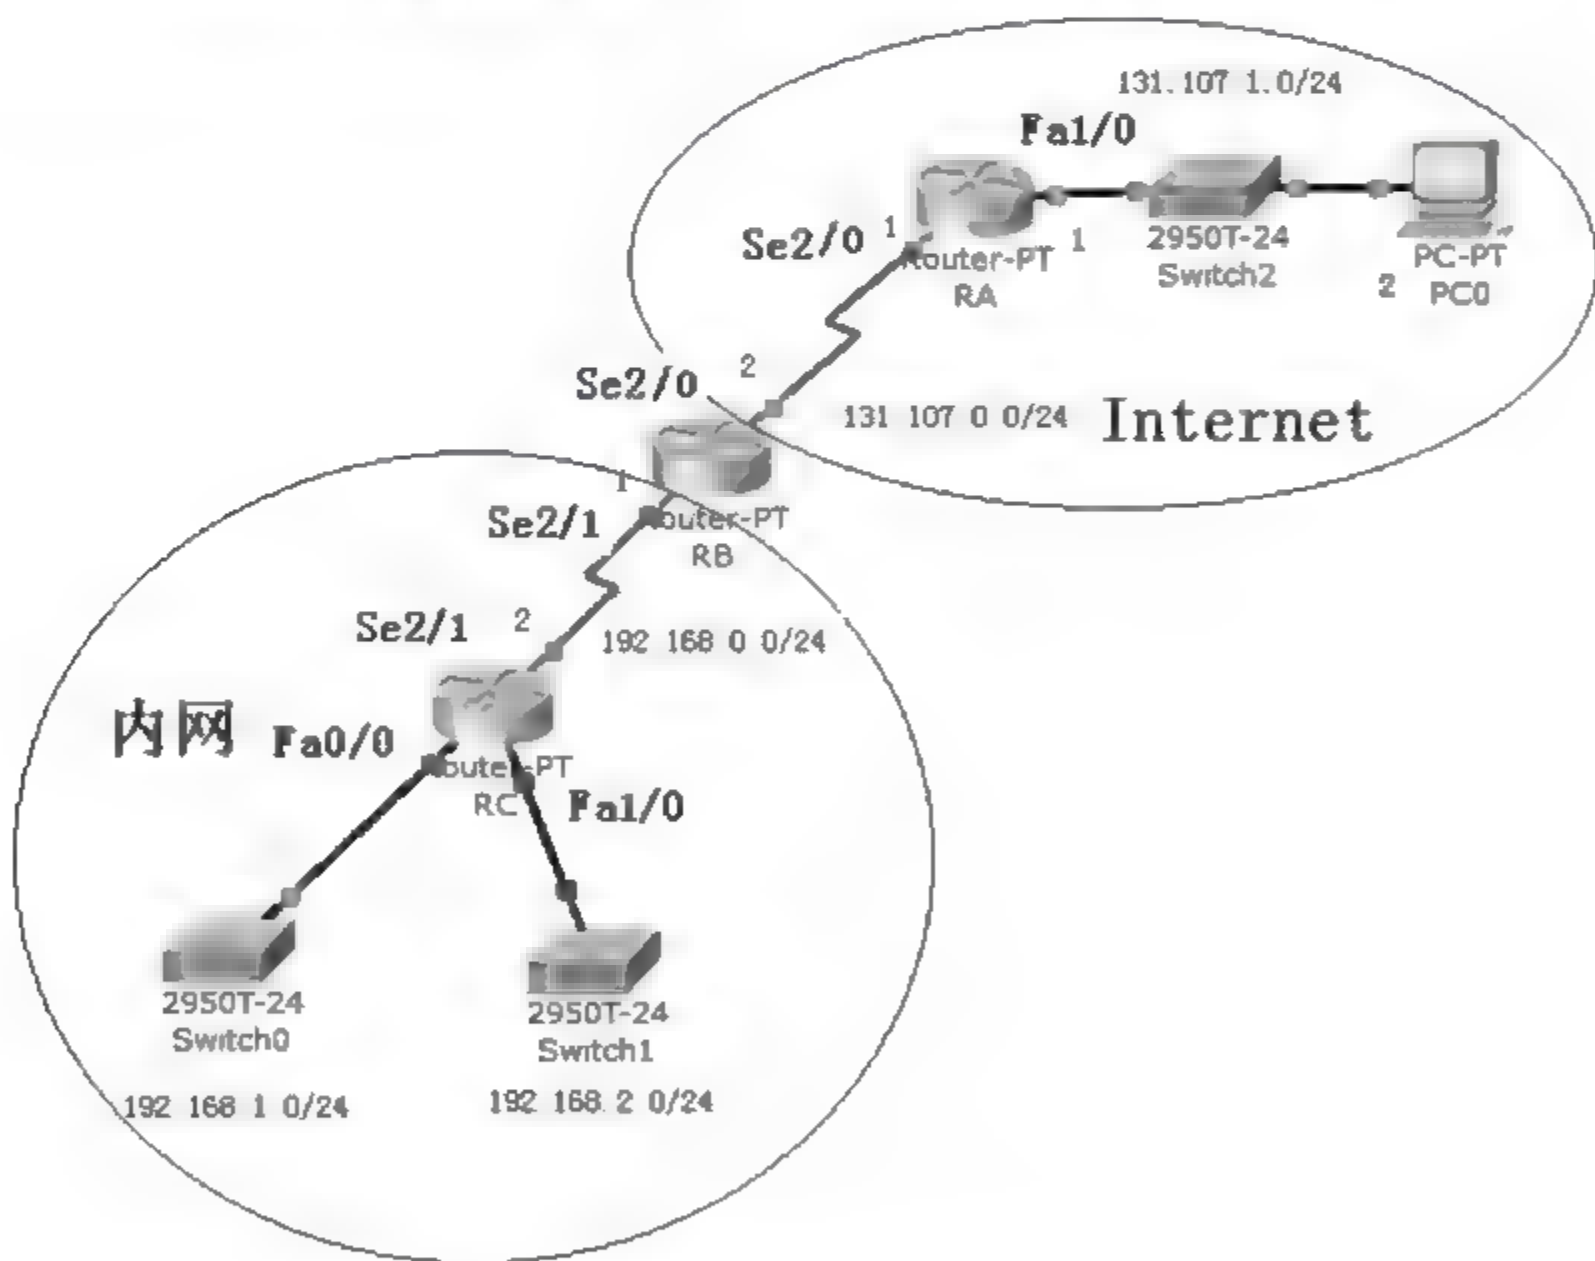 131.107 1.0/24
Fa1/0
Se2/0
1
Router-PT
RA
1
2950T-24
Switch2
PC-PT
PC0
2
Se2/0
2
131 107 0 0/24
Internet
1
Se2/1
Router-PT
RB
Se2/1
2
192 168 0 0/24
内网
Fa0/0
Router-PT
RC
Fa1/0
2950T-24
Switch0
2950T-24
Switch1
192 168 1 0/24
192 168. 2 0/24